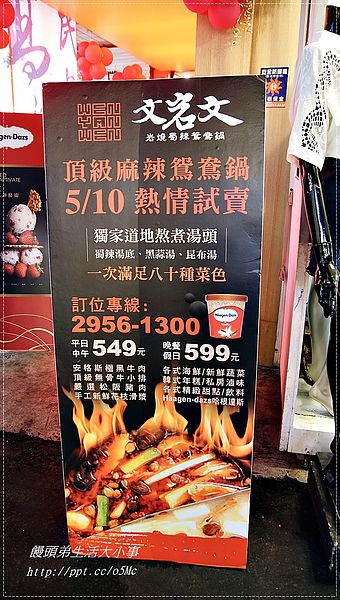 WEN
YAN
WEN
文岩文
岩燒蜀辣鴛鴦鍋
頂級麻辣鴛鴦鍋
5/10 熱情試賣
獨家道地熬煮湯頭
蜀辣湯底、黑蒜湯、昆布湯
一次滿足八十種菜色
訂位專線：
2956-1300
Häagen-Dazs
平日
中午 549元
晚餐
假日 599元
安格斯極黑牛肉
頂級無骨牛小排
嚴選松阪豬肉
手工新鮮花枝滑漿
各式海鮮/新鮮蔬菜
韓式年糕/私房滷味
各式精緻甜點/飲料
Haagen-dazs哈根達斯
饅頭弟生活大小事
http://ppt.cc/o5Mc